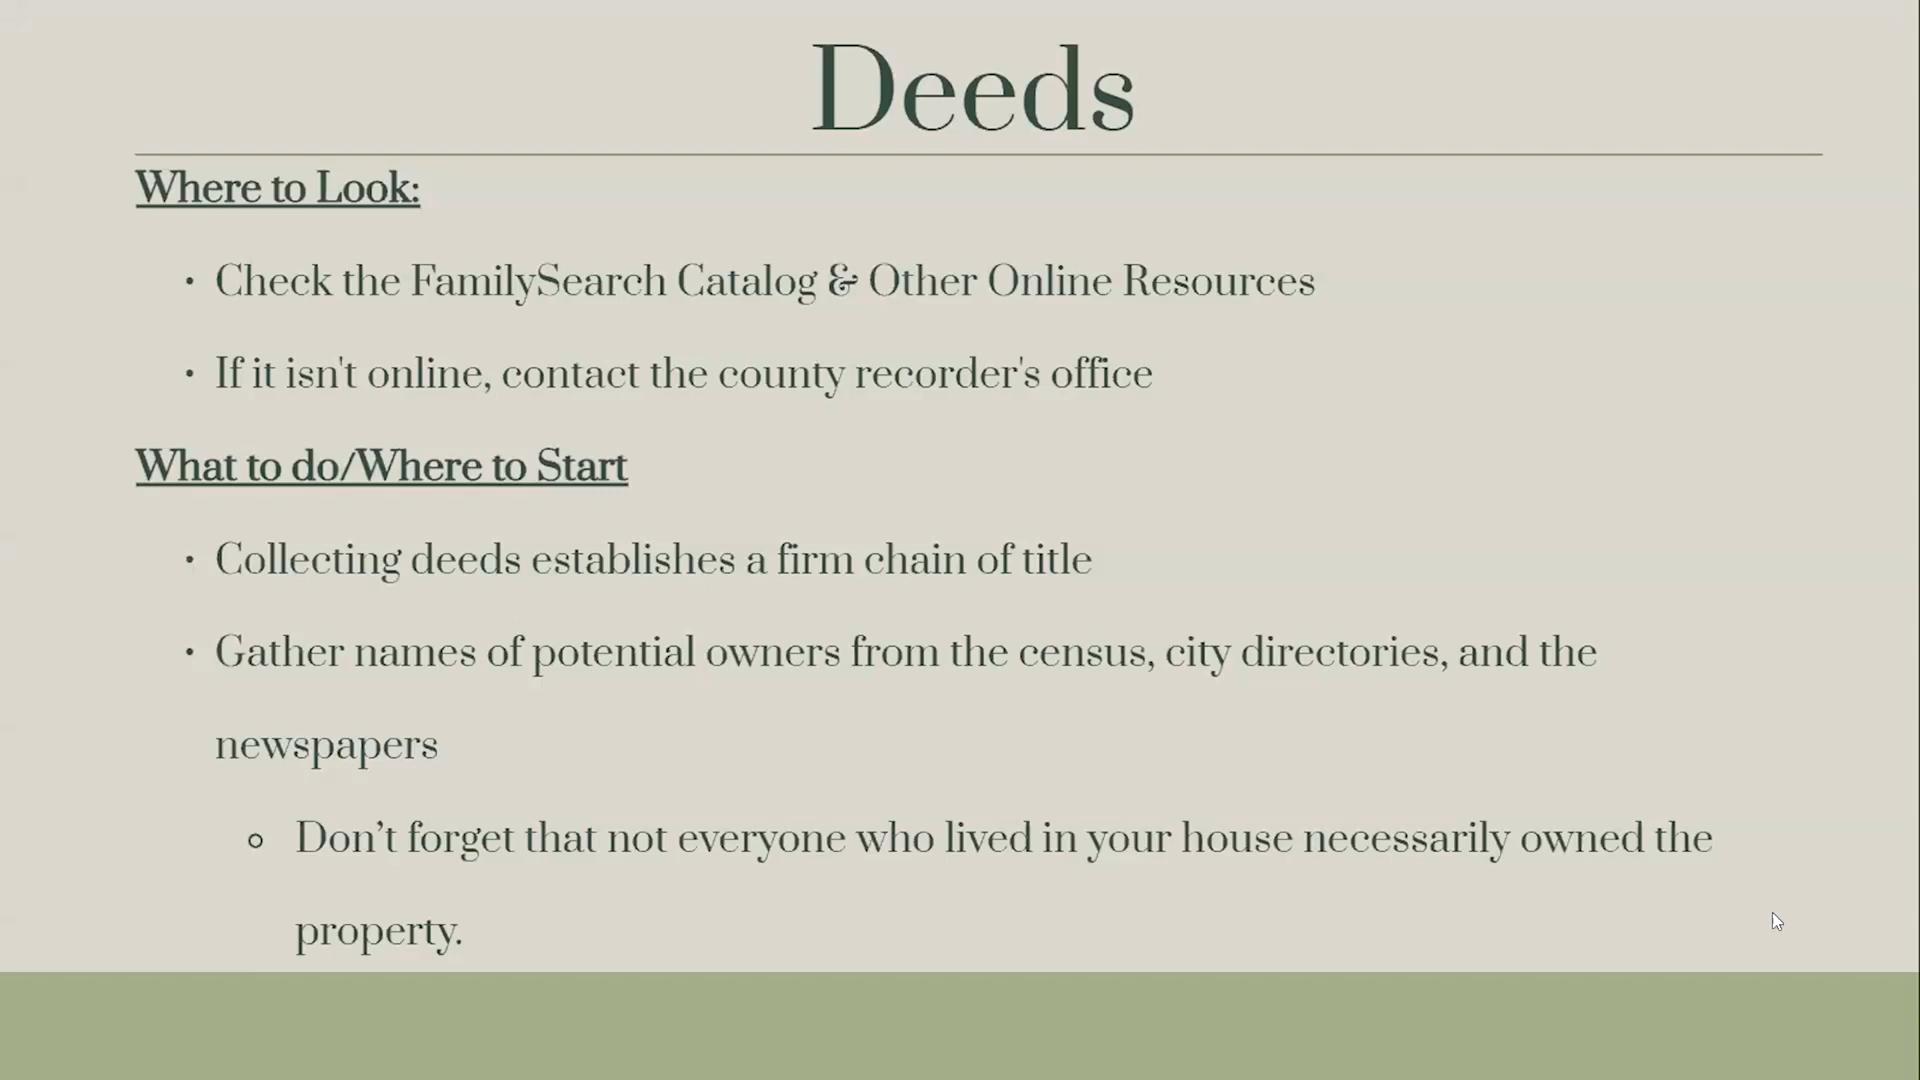 Deeds
Where to Look:
• Check the FamilySearch Catalog & Other Online Resources
• If it isn't online, contact the county recorder's office
What to do/Where to Start
• Collecting deeds establishes a firm chain of title
• Gather names of potential owners from the census, city directories, and the
newspapers
○ Don’t forget that not everyone who lived in your house necessarily owned the
property.